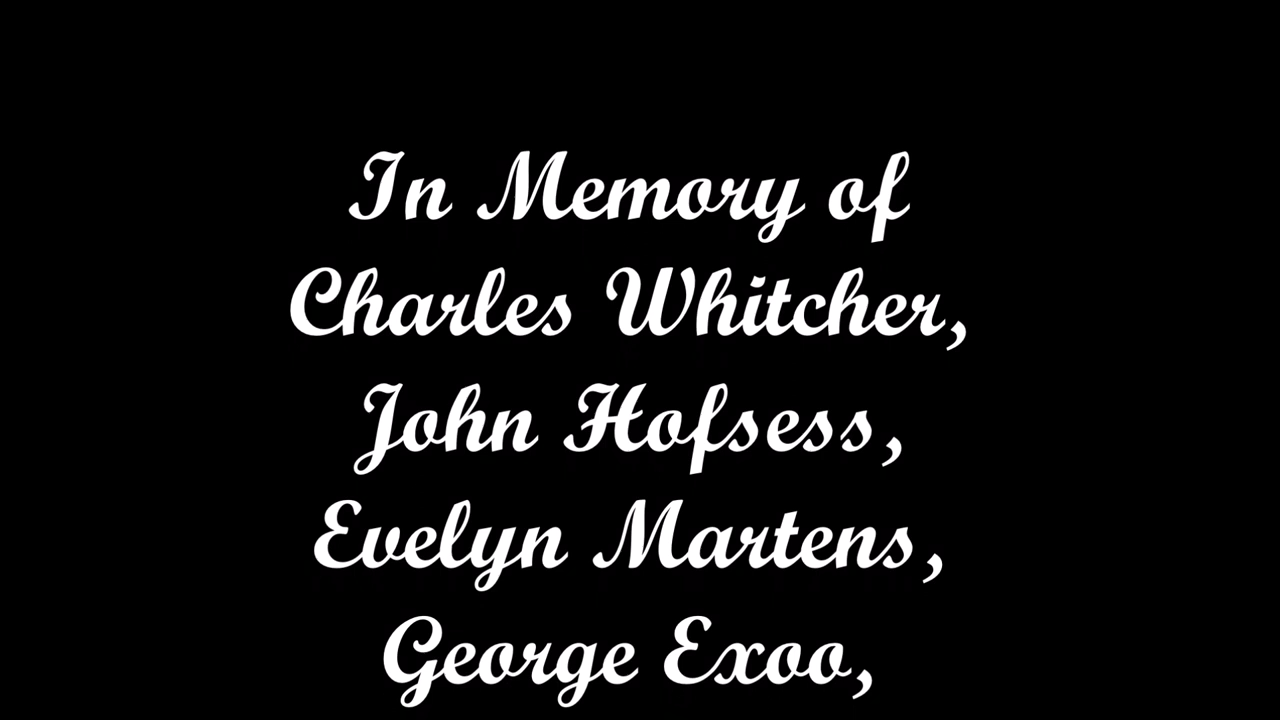 In Memory of
Charles Whitcher,
John Hofsess,
Evelyn Martens,
George Exoo,